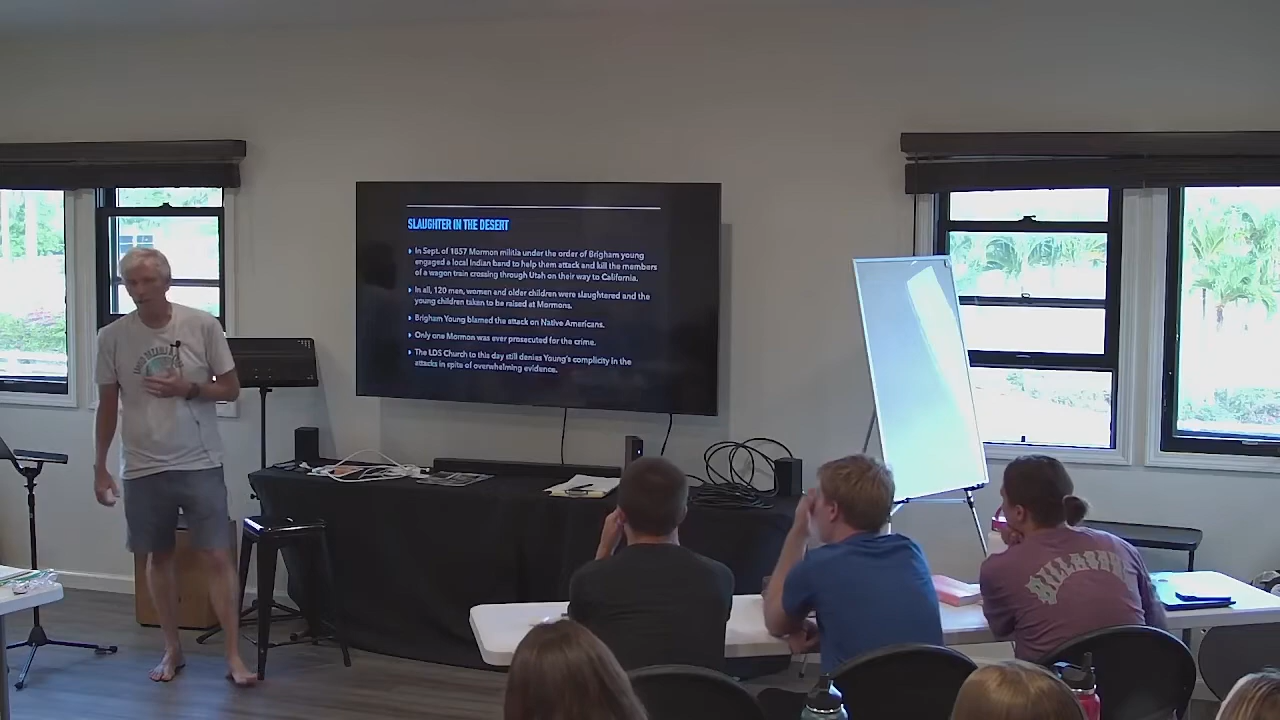 SLAUGHTER IN THE DESERT
In Sept. of 1857 Mormon militia under the order of Brigham young
engaged a local Indian band to help them attack and kill the members
of a wagon train crossing through Utah on their way to California.
In all, 120 men, women and older children were slaughtered and the
young children taken to be raised at Mormons.
Brigham Young blamed the attack on Native Americans.
Only one Mormon was ever prosecuted for the crime.
The LDS Church to this day still denies Young's complicity in the
attacks in spite of overwhelming evidence.
BILLABONG